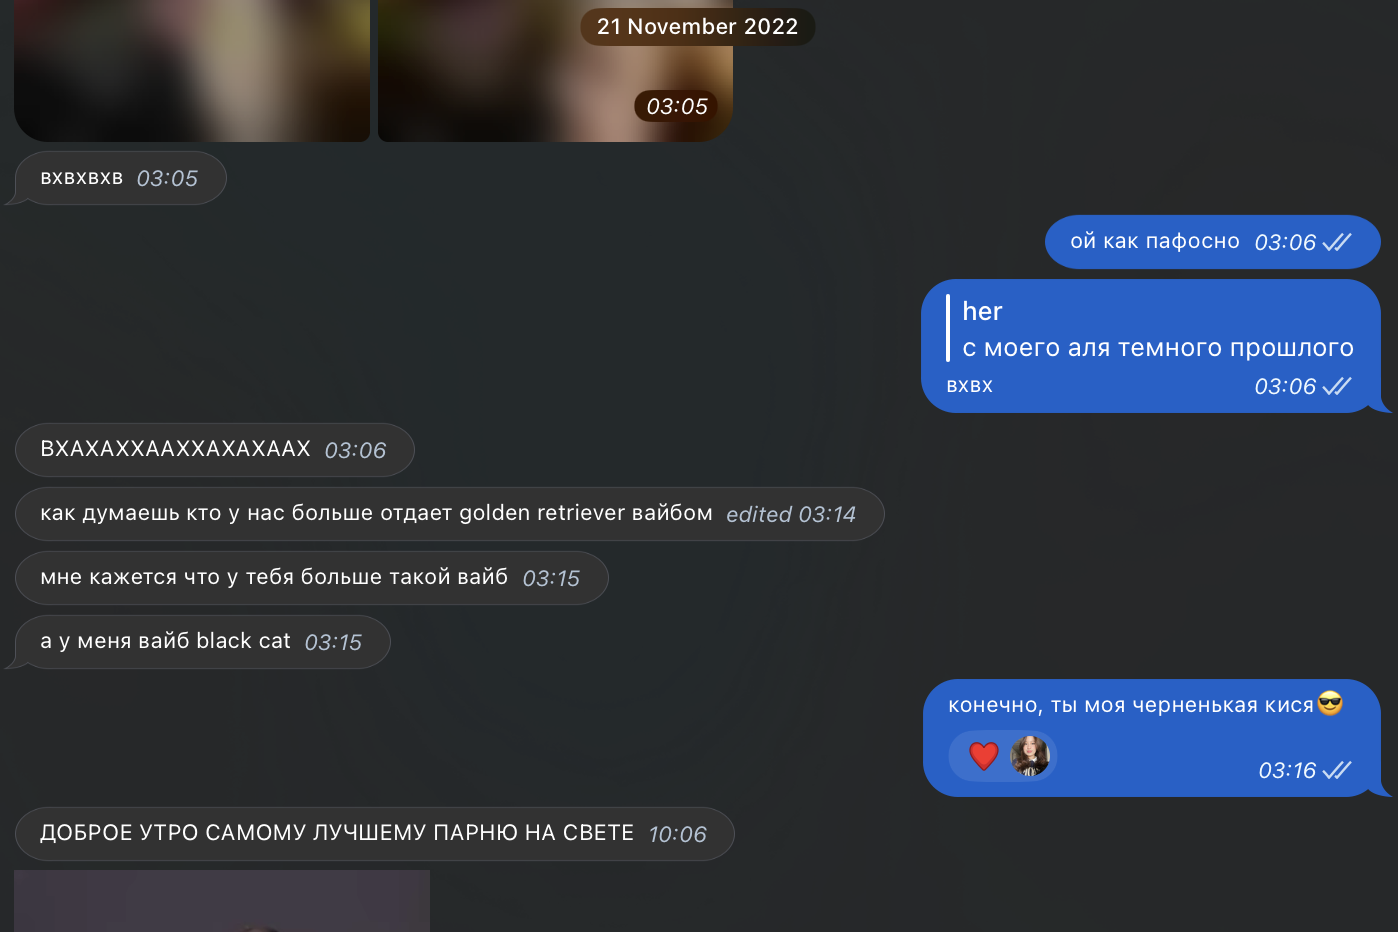 21 November 2022
03:05
вхвхвхв 03:05
ой как пафосно 03:06
her
с моего аля темного прошлого
вхвх 03:06
ВХАХАХХААХХАХАХААХ 03:06
как думаешь кто у нас больше отдает golden retriever вайбом edited 03:14
мне кажется что у тебя больше такой вайб 03:15
а у меня вайб black cat 03:15
конечно, ты моя черненькая кися😎
❤️
03:16
ДОБРОЕ УТРО САМОМУ ЛУЧШЕМУ ПАРНЮ НА СВЕТЕ 10:06